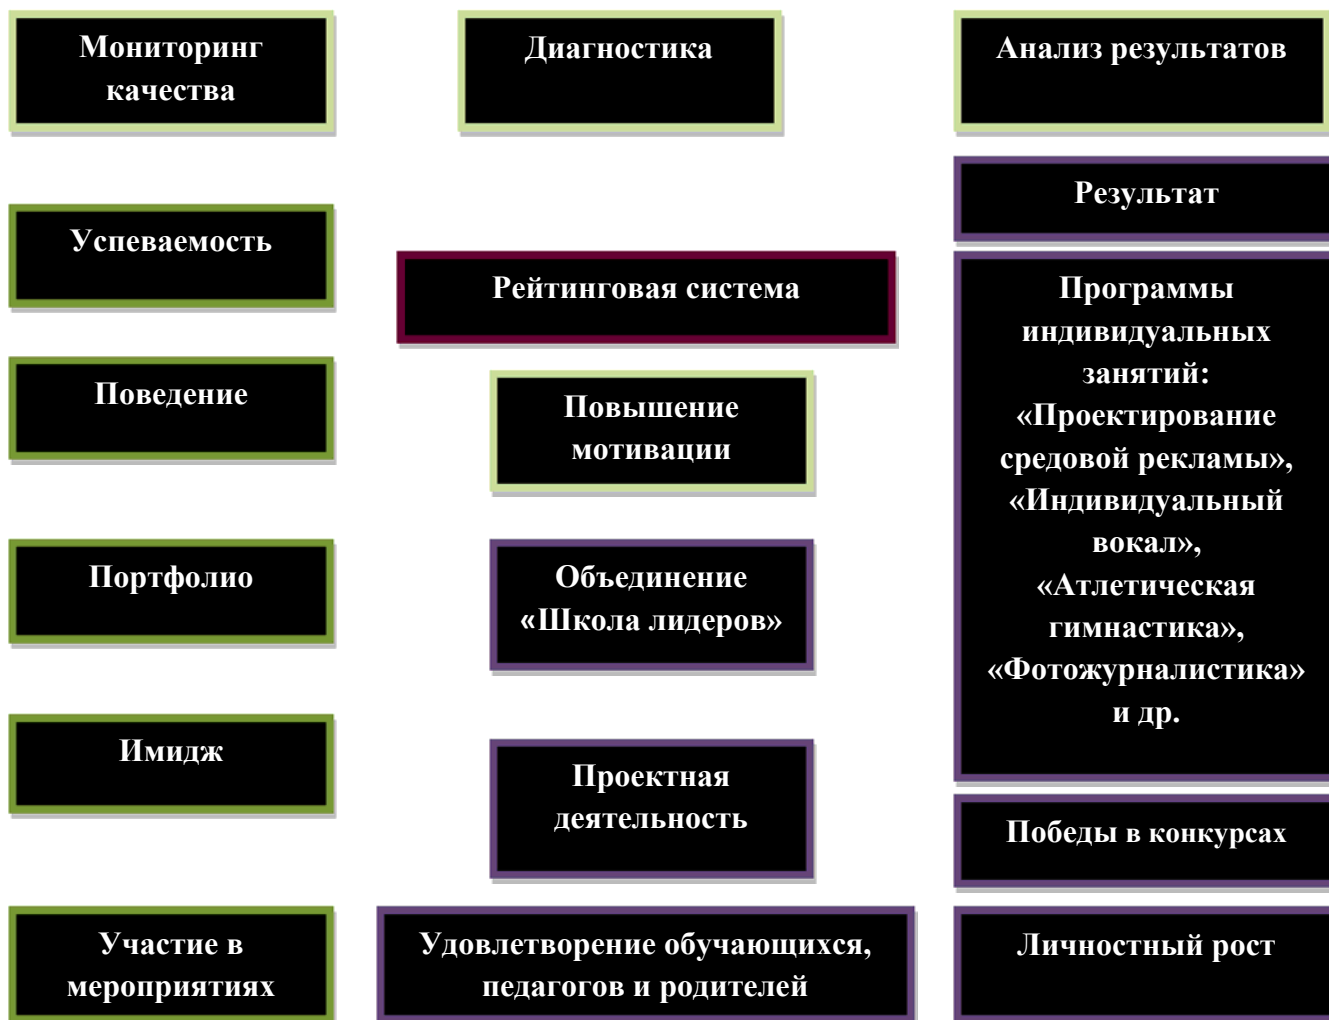 Мониторинг
качества
Диагностика
Анализ результатов
Результат
Успеваемость
Рейтинговая система
Программы
индивидуальных
занятий:
«Проектирование
средовой рекламы»,
«Индивидуальный
вокал»,
«Атлетическая
гимнастика»,
«Фотожурналистика»
и др.
Поведение
Повышение
мотивации
Портфолио
Объединение
«Школа лидеров»
Имидж
Проектная
деятельность
Победы в конкурсах
Участие в
мероприятиях
Удовлетворение обучающихся,
педагогов и родителей
Личностный рост